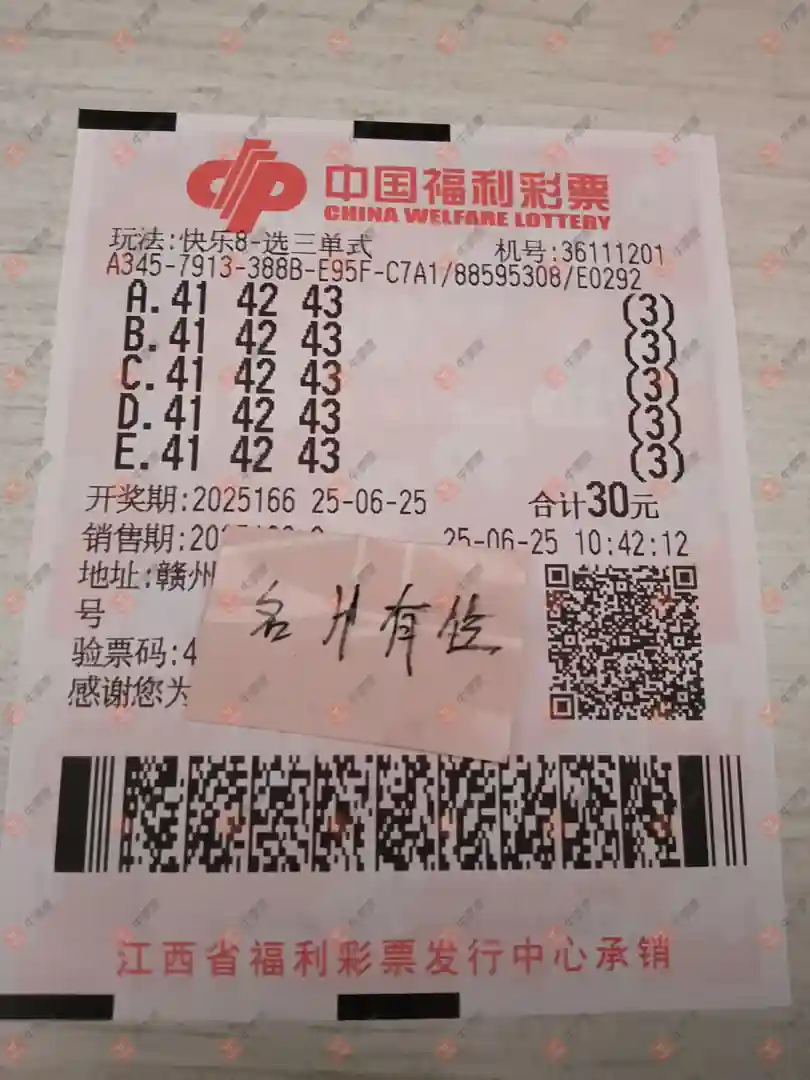 中国福利彩票
CHINA WELFARE LOTTERY
玩法:快乐8-选三单式 机号:36111201
A345-7913-388B-E95F-C7A1/88595308/E0292
A.41 42 43 (3)
B.41 42 43 (3)
C.41 42 43 (3)
D.41 42 43 (3)
E.41 42 43 (3)
开奖期:2025166 25-06-25 合计30元
销售期:20 25-06-25 10:42:12
地址:赣州
号
名片有位
验票码:4
感谢您为
江西省福利彩票发行中心承销